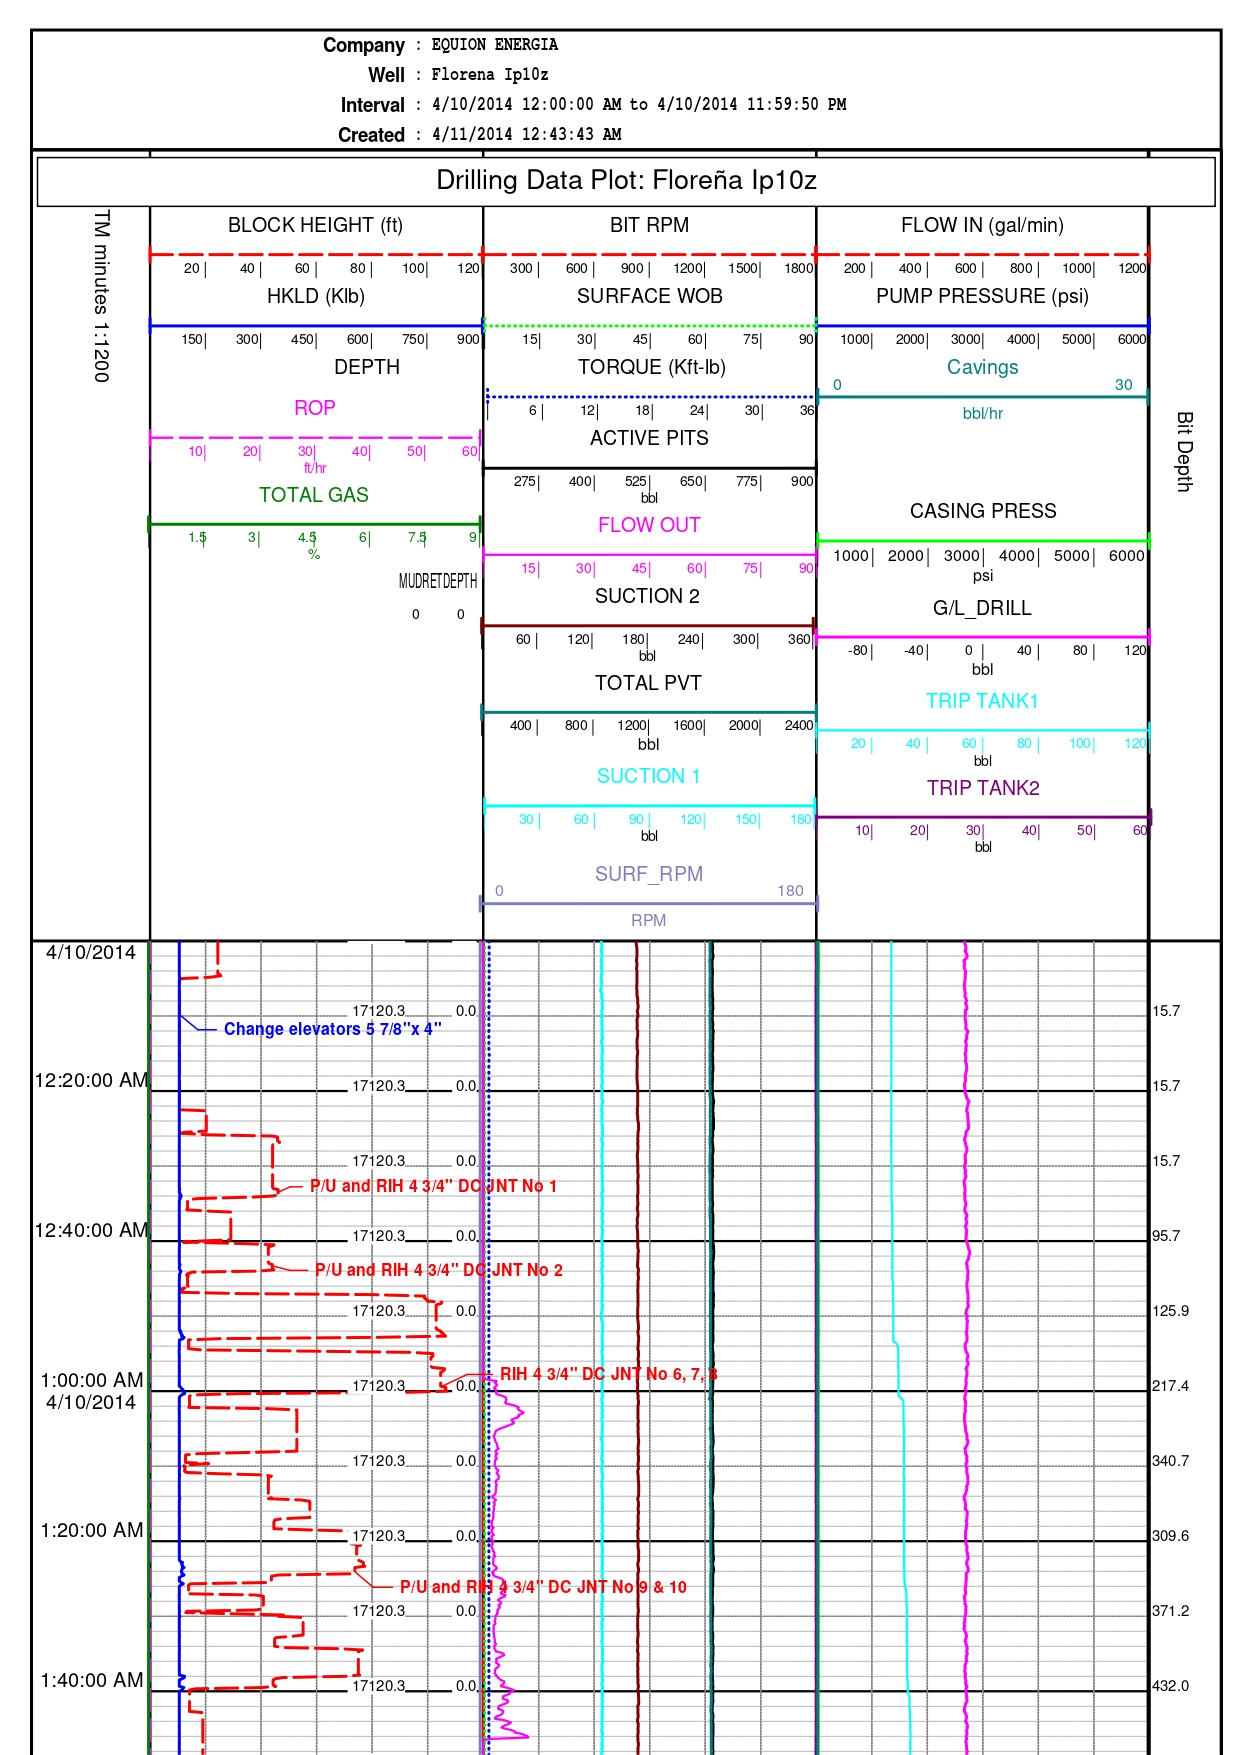 Company : EQUION ENERGIA
Well : Florena Ip10z
Interval : 4/10/2014 12:00:00 AM to 4/10/2014 11:59:50 PM
Created : 4/11/2014 12:43:43 AM
Drilling Data Plot: Floreña Ip10z
TM minutes 1:1200
BLOCK HEIGHT (ft)
20 40 60 80 100 120
HKLD (Klb)
150 300 450 600 750 900
DEPTH
ROP
10 20 30 40 50 60
ft/hr
TOTAL GAS
1.5 3 4.5 6 7.5 9
%
MUDRETDEPTH
0 0
BIT RPM
300 600 900 1200 1500 1800
SURFACE WOB
15 30 45 60 75 90
TORQUE (Kft-lb)
6 12 18 24 30 36
ACTIVE PITS
275 400 525 650 775 900
bbl
FLOW OUT
15 30 45 60 75 90
SUCTION 2
60 120 180 240 300 360
bbl
TOTAL PVT
400 800 1200 1600 2000 2400
bbl
SUCTION 1
30 60 90 120 150 180
bbl
SURF_RPM
0 180
RPM
FLOW IN (gal/min)
200 400 600 800 1000 1200
PUMP PRESSURE (psi)
1000 2000 3000 4000 5000 6000
Cavings
0 30
bbl/hr
CASING PRESS
1000 2000 3000 4000 5000 6000
psi
G/L_DRILL
-80 -40 0 40 80 120
bbl
TRIP TANK1
20 40 60 80 100 120
bbl
TRIP TANK2
10 20 30 40 50 60
bbl
Bit Depth
4/10/2014
17120.3 0.0 15.7
Change elevators 5 7/8"x 4"
12:20:00 AM 17120.3 0.0 15.7
17120.3 0.0 15.7
P/U and RIH 4 3/4" DC JNT No 1
12:40:00 AM 17120.3 0.0 95.7
P/U and RIH 4 3/4" DC JNT No 2
17120.3 0.0 125.9
RIH 4 3/4" DC JNT No 6, 7, 8
1:00:00 AM 17120.3 0.0 217.4
4/10/2014
17120.3 0.0 340.7
1:20:00 AM 17120.3 0.0 309.6
P/U and RIH 4 3/4" DC JNT No 9 & 10
17120.3 0.0 371.2
1:40:00 AM 17120.3 0.0 432.0